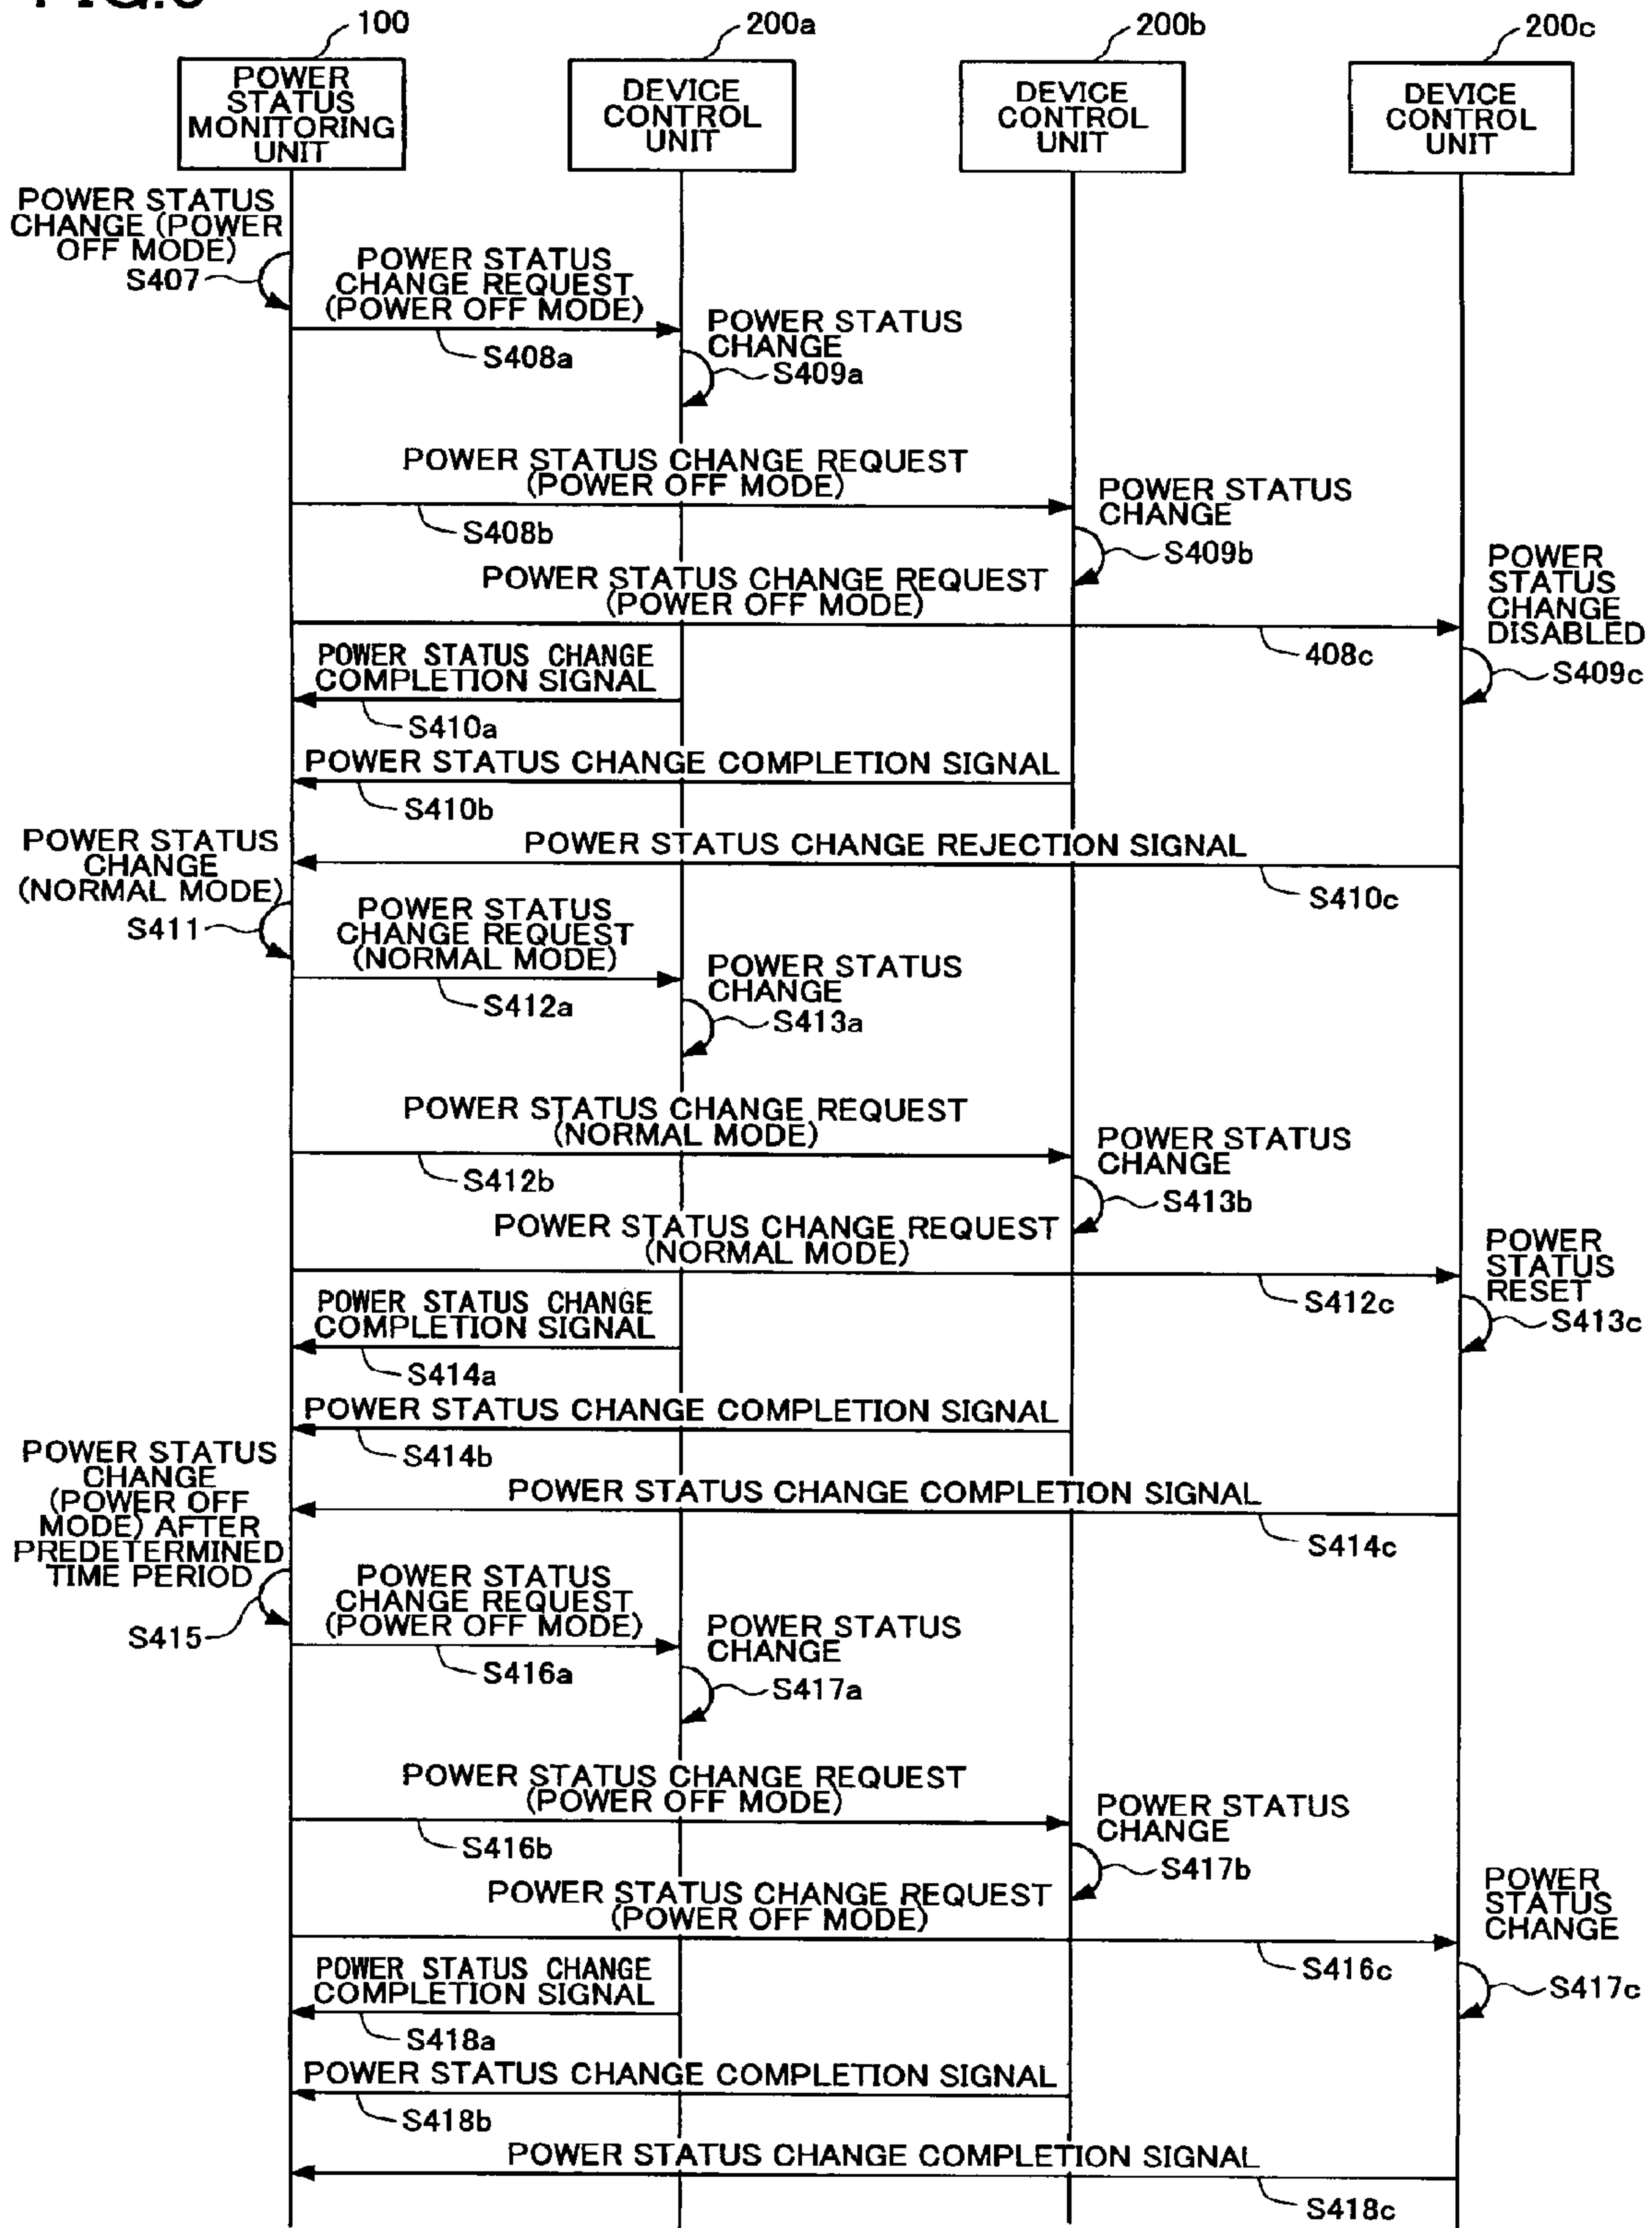 100
200a
200b
200c
POWER
STATUS
MONITORING
UNIT
DEVICE
CONTROL
UNIT
DEVICE
CONTROL
UNIT
DEVICE
CONTROL
UNIT
POWER STATUS
CHANGE (POWER
OFF MODE)
S407
POWER STATUS
CHANGE REQUEST
(POWER OFF MODE)
S408a
POWER STATUS
CHANGE
S409a
POWER STATUS CHANGE REQUEST
(POWER OFF MODE)
S408b
POWER STATUS
CHANGE
S409b
POWER STATUS CHANGE REQUEST
(POWER OFF MODE)
408c
POWER
STATUS
CHANGE
DISABLED
S409c
POWER STATUS CHANGE
COMPLETION SIGNAL
S410a
POWER STATUS CHANGE COMPLETION SIGNAL
S410b
POWER STATUS CHANGE REJECTION SIGNAL
S410c
POWER STATUS
CHANGE
(NORMAL MODE)
S411
POWER STATUS
CHANGE REQUEST
(NORMAL MODE)
S412a
POWER STATUS
CHANGE
S413a
POWER STATUS CHANGE REQUEST
(NORMAL MODE)
S412b
POWER STATUS
CHANGE
S413b
POWER STATUS CHANGE REQUEST
(NORMAL MODE)
S412c
POWER
STATUS
RESET
S413c
POWER STATUS CHANGE
COMPLETION SIGNAL
S414a
POWER STATUS CHANGE COMPLETION SIGNAL
S414b
POWER STATUS CHANGE COMPLETION SIGNAL
S414c
POWER STATUS
CHANGE
(POWER OFF
MODE) AFTER
PREDETERMINED
TIME PERIOD
S415
POWER STATUS
CHANGE REQUEST
(POWER OFF MODE)
S416a
POWER STATUS
CHANGE
S417a
POWER STATUS CHANGE REQUEST
(POWER OFF MODE)
S416b
POWER STATUS
CHANGE
S417b
POWER STATUS CHANGE REQUEST
(POWER OFF MODE)
S416c
POWER
STATUS
CHANGE
S417c
POWER STATUS CHANGE
COMPLETION SIGNAL
S418a
POWER STATUS CHANGE COMPLETION SIGNAL
S418b
POWER STATUS CHANGE COMPLETION SIGNAL
S418c